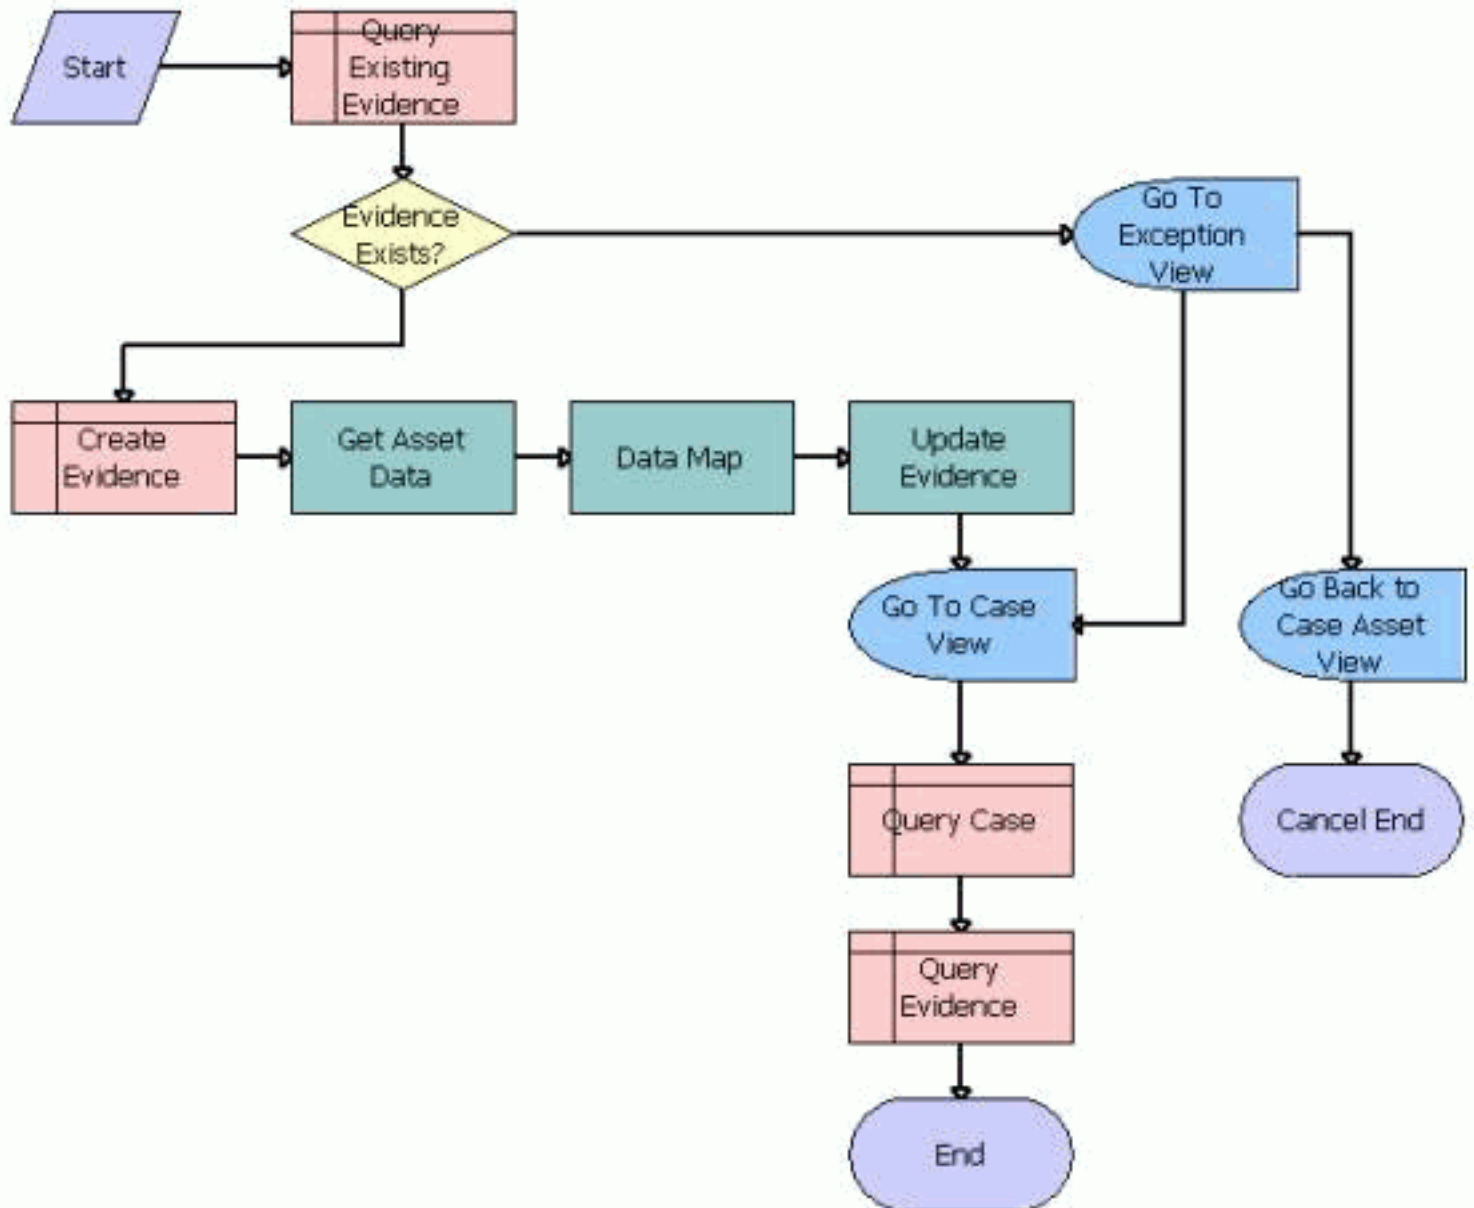 Start
Query
Existing
Evidence
Evidence
Exists?
Go To
Exception
View
Create
Evidence
Get Asset
Data
Data Map
Update
Evidence
Go To Case
View
Go Back to
Case Asset
View
Query Case
Cancel End
Query
Evidence
End